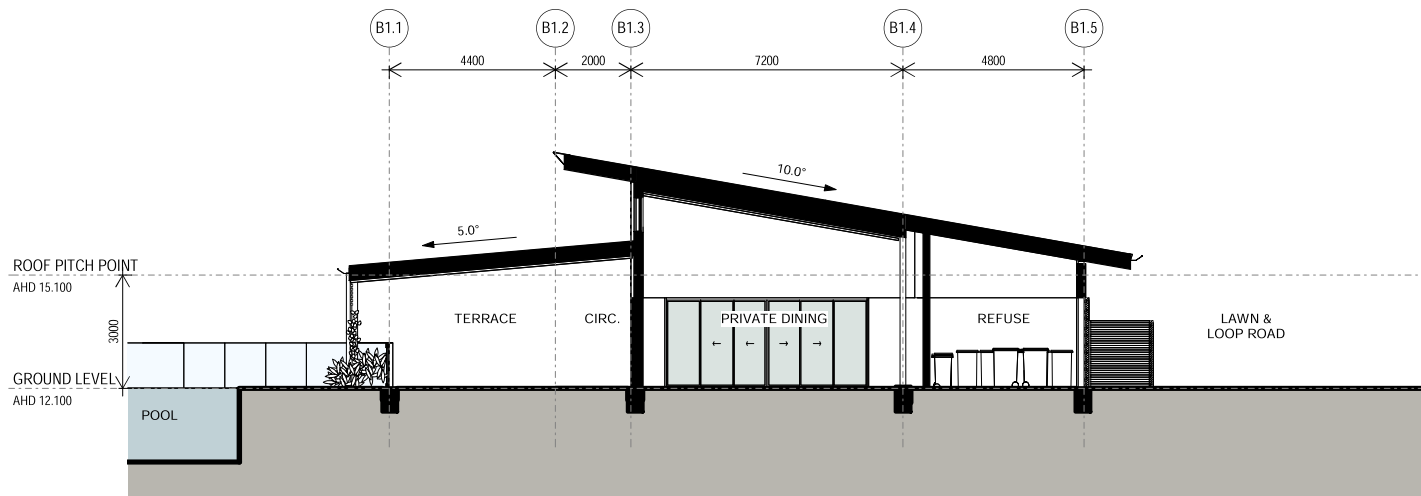 B1.1 B1.2 B1.3 B1.4 B1.5
4400 2000 7200 4800
10.0°
5.0°
ROOF PITCH POINT
AHD 15.100
3000
TERRACE CIRC. PRIVATE DINING REFUSE LAWN &
LOOP ROAD
GROUND LEVEL
AHD 12.100
POOL